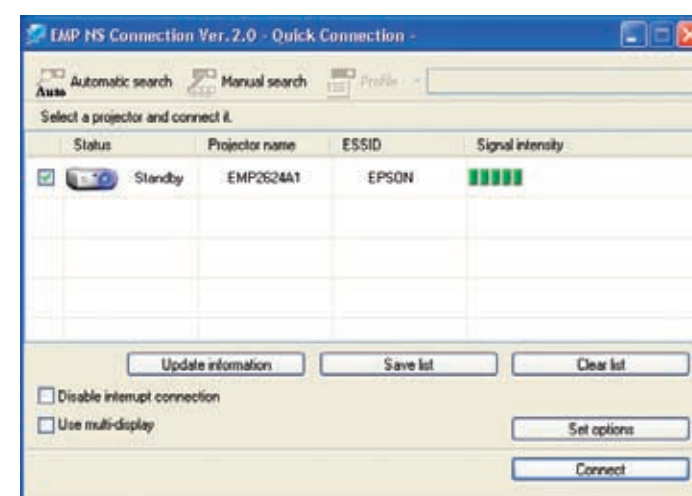 EMP NS Connection Ver.2.0 - Quick Connection -
Auto Automatic search Manual search Profile
Select a projector and connect it.
Status Projector name ESSID Signal intensity
Standby EMP2624A1 EPSON
Update information Save list Clear list
Disable interrupt connection
Use multi-display
Set options
Connect